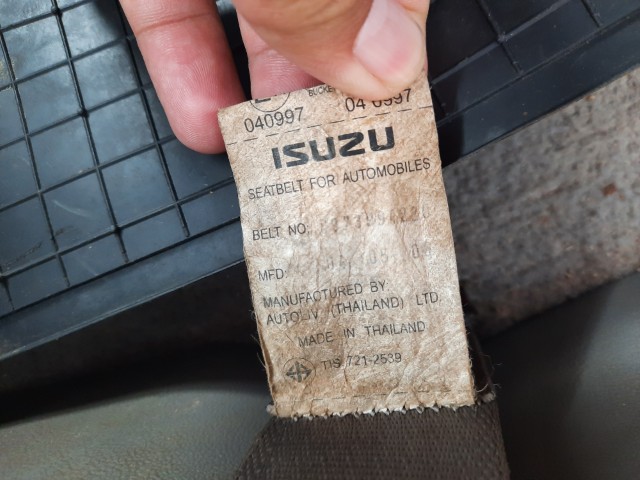 040997 04 0997
ISUZU
SEATBELT FOR AUTOMOBILES
BELT NO.
MFD:
MANUFACTURED BY
AUTOLIV (THAILAND) LTD.
MADE IN THAILAND
TIS 721-2539